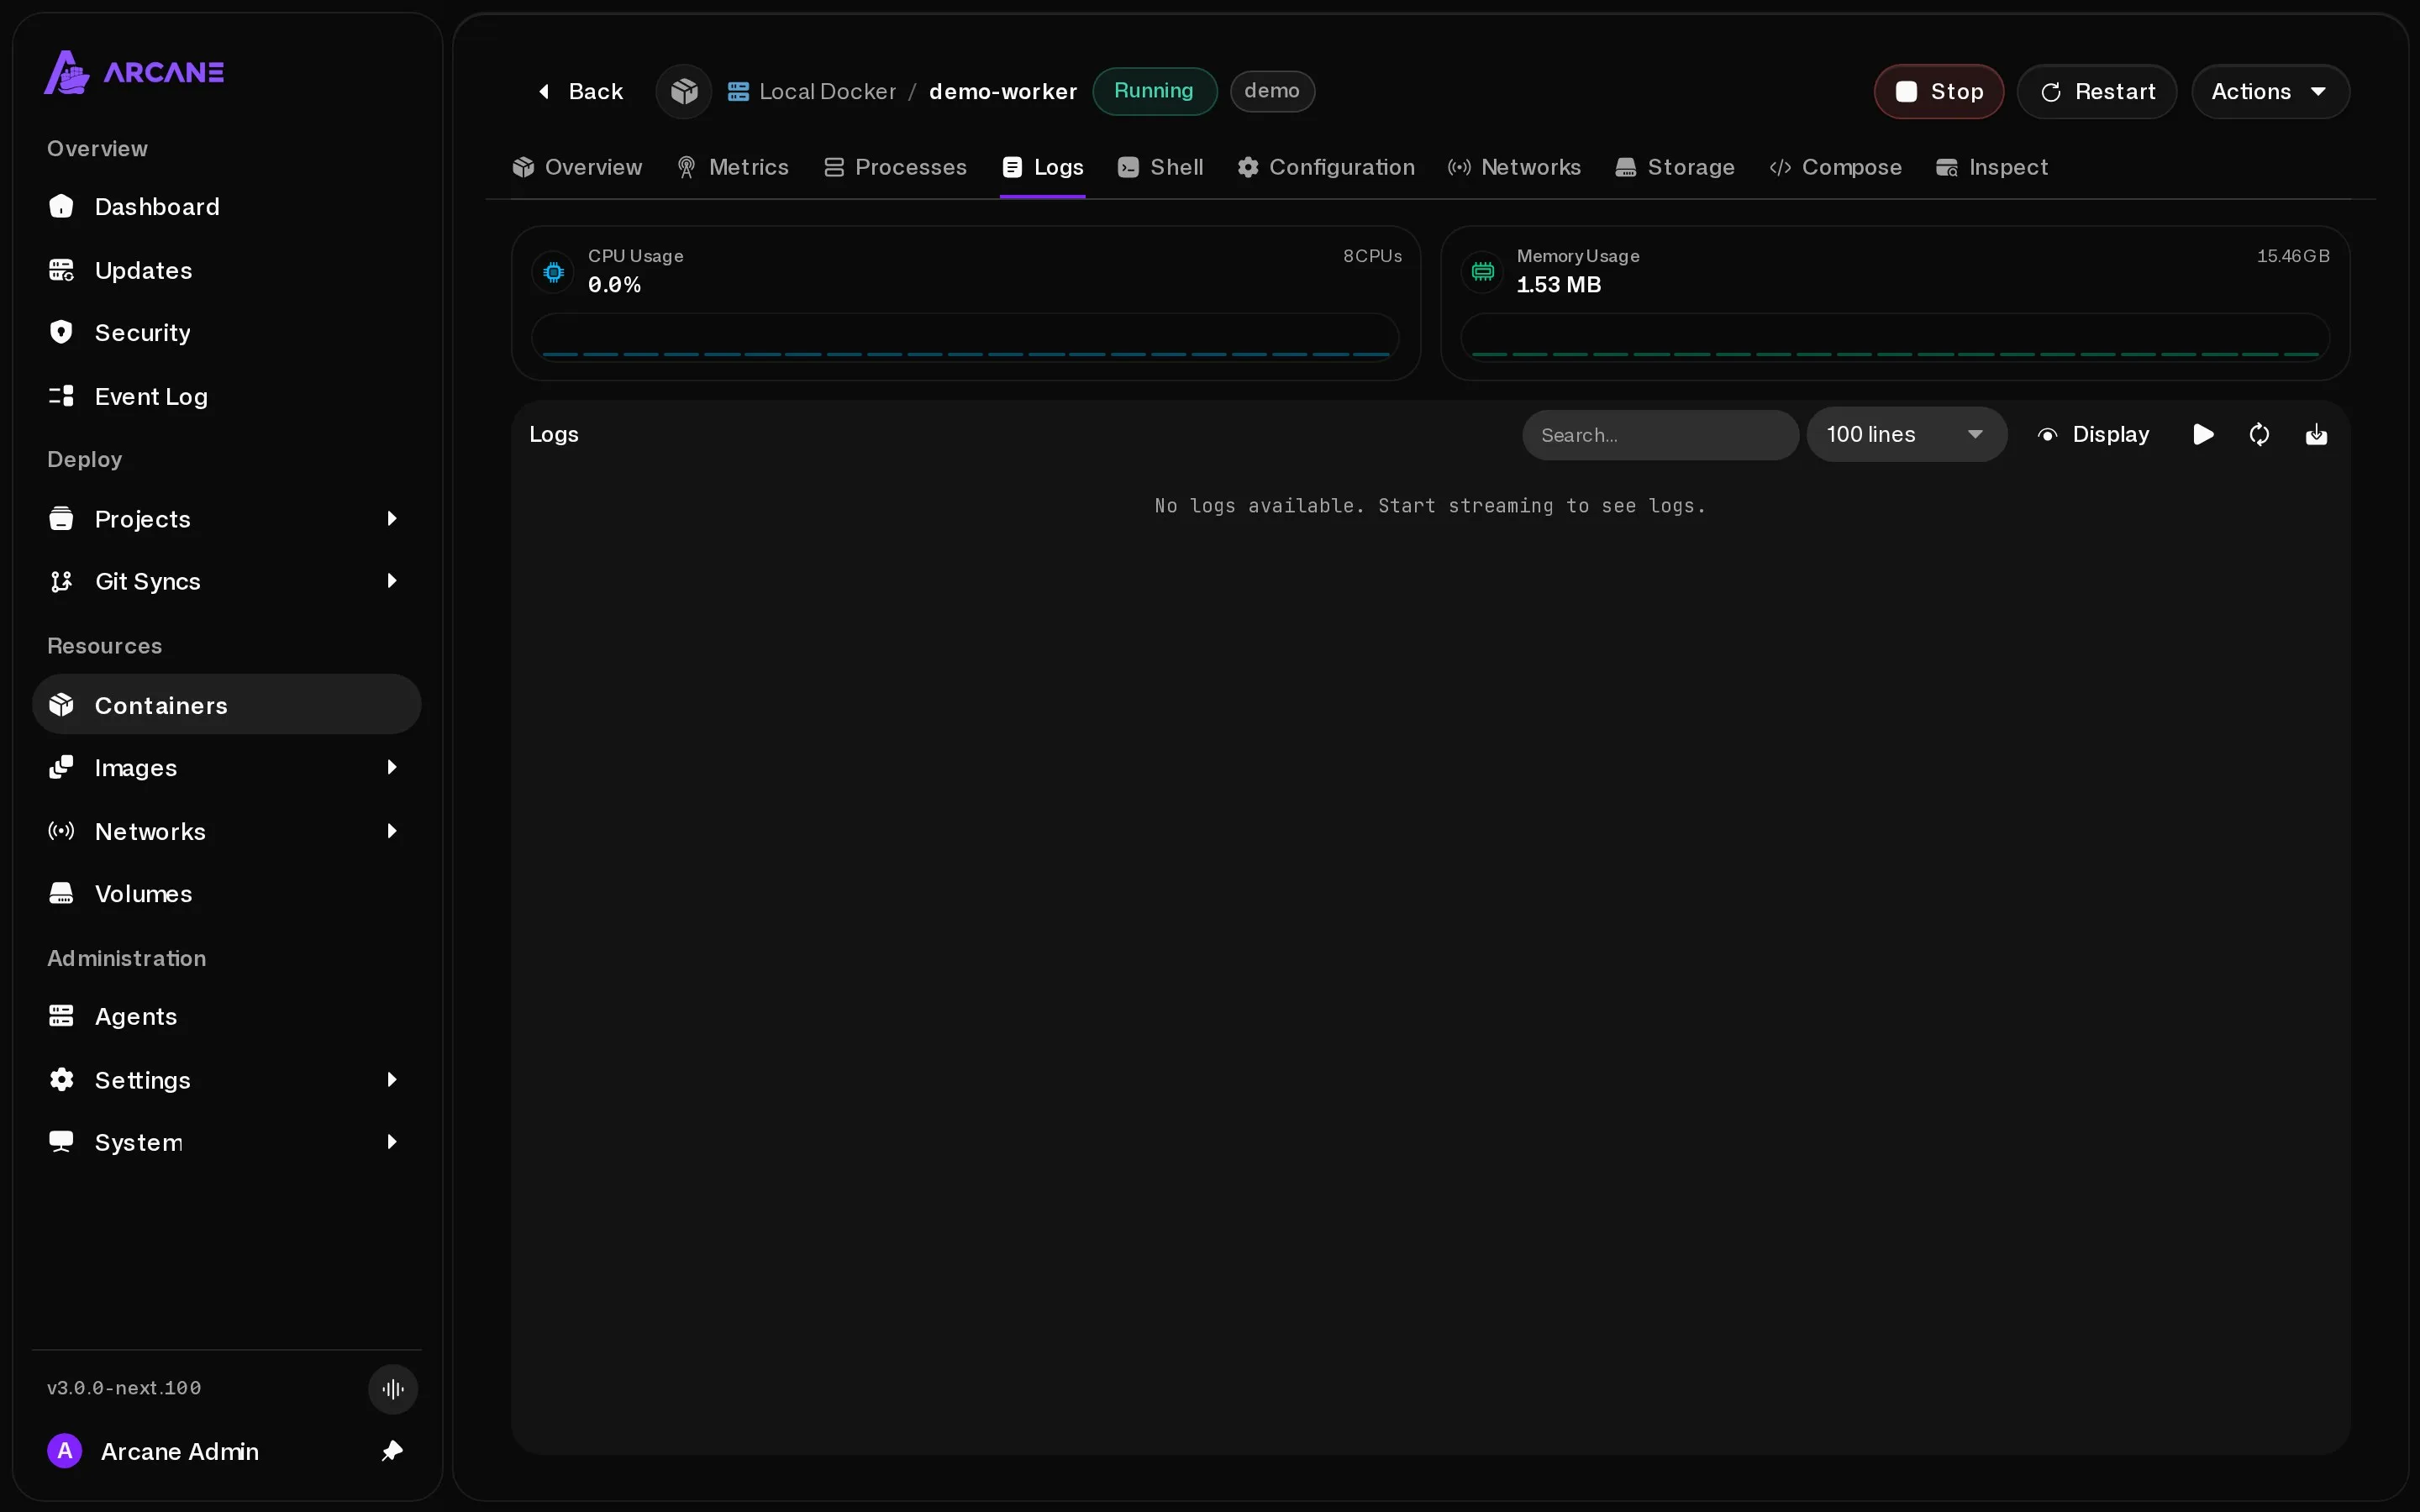 ARCANE
Overview
Dashboard
Updates
Security
Event Log
Deploy
Projects
Git Syncs
Resources
Containers
Images
Networks
Volumes
Administration
Agents
Settings
System
v3.0.0-next.100
A Arcane Admin
Back Local Docker / demo-worker Running demo Stop Restart Actions
Overview Metrics Processes Logs Shell Configuration Networks Storage Compose Inspect
CPU Usage 8CPUs
0.0%
Memory Usage 15.46GB
1.53 MB
Logs Search... 100 lines Display
No logs available. Start streaming to see logs.